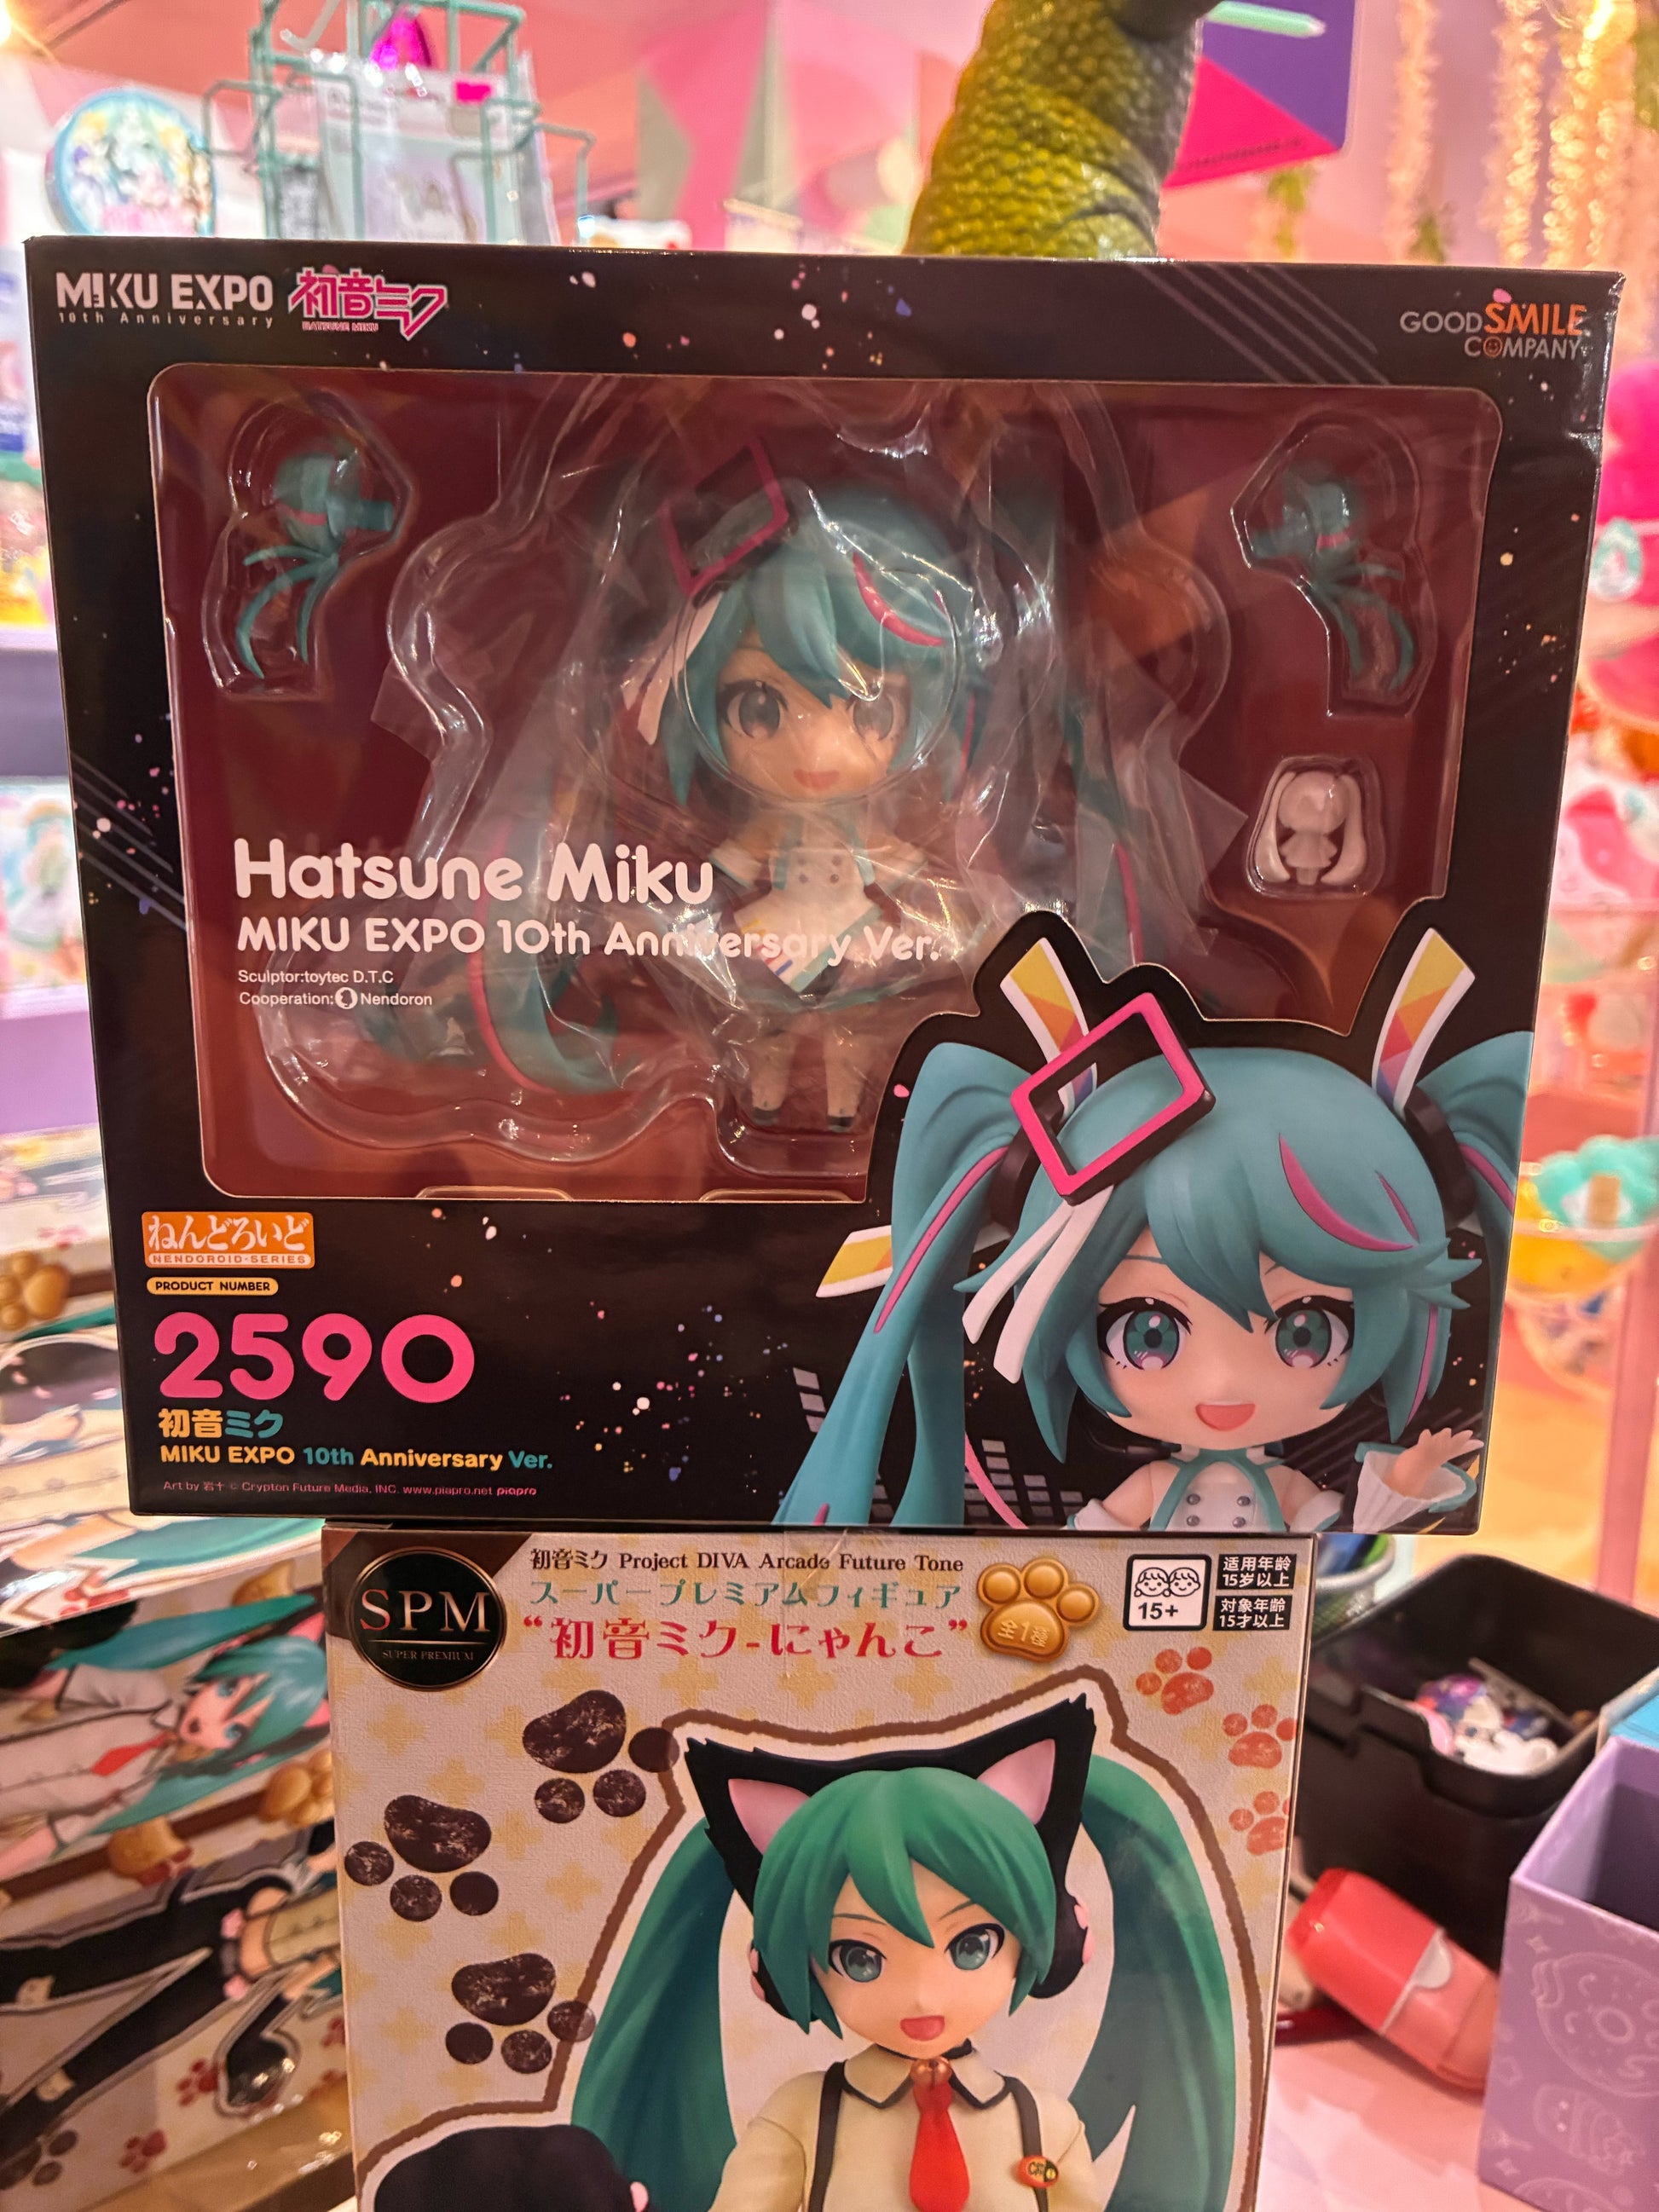 MIKU EXPO
10th Anniversary
初音ミク
HATSUNE MIKU
GOOD SMILE
COMPANY
Hatsune Miku
MIKU EXPO 10th Anniversary Ver.
Sculptor:toytec D.T.C
Cooperation: Nendoron
ねんどろいど
NENDOROID-SERIES
PRODUCT NUMBER
2590
初音ミク
MIKU EXPO 10th Anniversary Ver.
Art by 岩十 © Crypton Future Media, INC. www.piapro.net piapro
SPM
SUPER PREMIUM
初音ミク Project DIVA Arcade Future Tone
スーパープレミアムフィギュア
“初音ミク-にゃんこ”
全1種
15+
适用年龄
15岁以上
対象年齢
15才以上